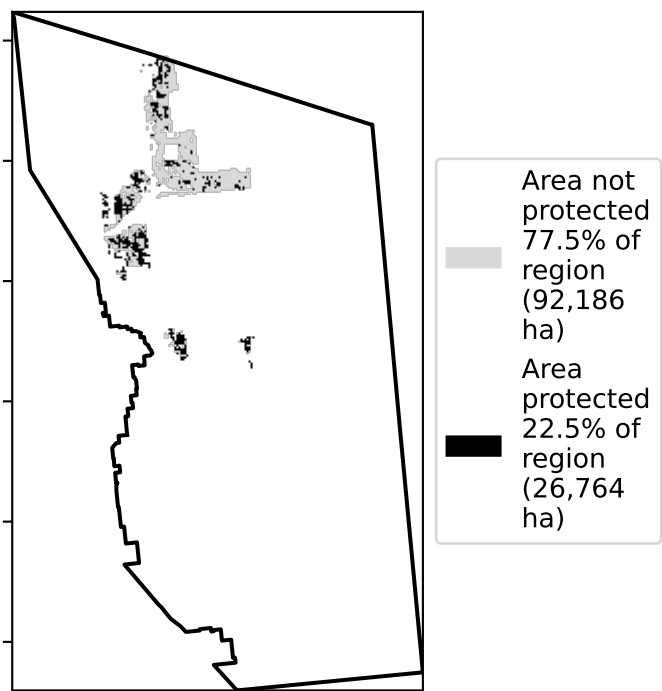 Area not
protected
77.5% of
region
(92,186
ha)
Area
protected
22.5% of
region
(26,764
ha)